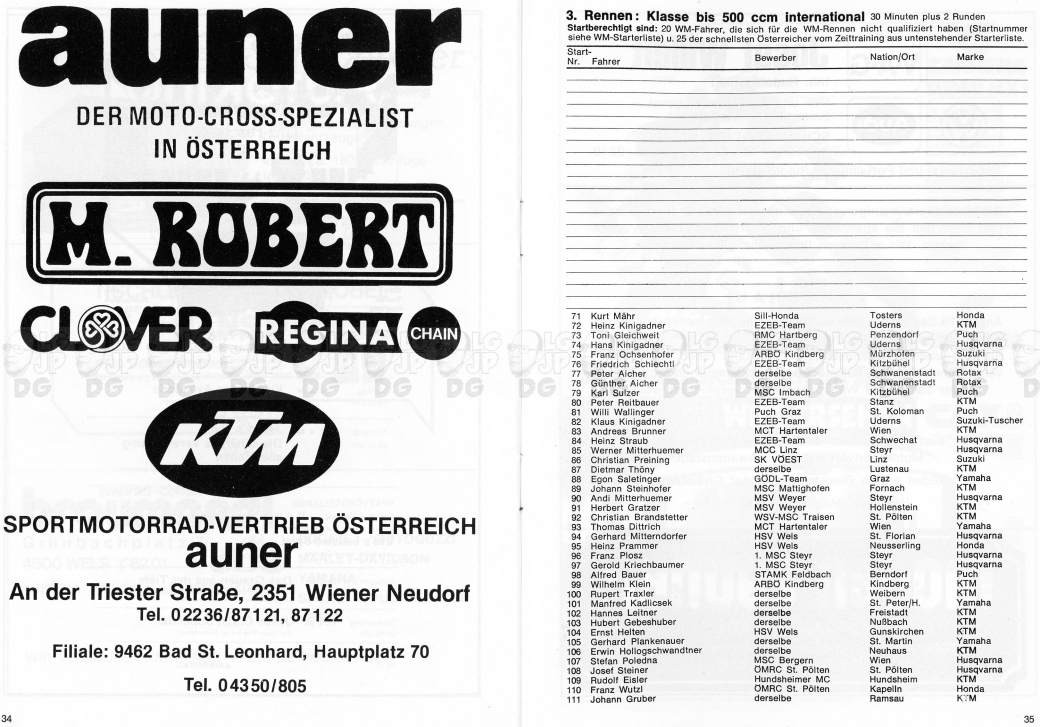 auner
DER MOTO-CROSS-SPEZIALIST
IN ÖSTERREICH
M. ROBERT
CLOVER
REGINA CHAIN
KTM
SPORTMOTORRAD-VERTRIEB ÖSTERREICH
auner
An der Triester Straße, 2351 Wiener Neudorf
Tel. 02236/87121, 87122
Filiale: 9462 Bad St. Leonhard, Hauptplatz 70
Tel. 04350/805
34
3. Rennen: Klasse bis 500 ccm international 30 Minuten plus 2 Runden
Startberechtigt sind: 20 WM-Fahrer, die sich für die WM-Rennen nicht qualifiziert haben (Startnummer
siehe WM-Starterliste) u. 25 der schnellsten Österreicher vom Zeittraining aus untenstehender Starterliste.
Start-
Nr. Fahrer Bewerber Nation/Ort Marke
71 Kurt Mähr Sill-Honda Tosters Honda
72 Heinz Kinigadner EZEB-Team Uderns KTM
73 Toni Gleichweit RMC Hartberg Penzendorf Puch
74 Hans Kinigadner EZEB-Team Uderns Husqvarna
75 Franz Ochsenhofer ARBÖ Kindberg Mürzhofen Suzuki
76 Friedrich Schiechtl EZEB-Team Kitzbühel Husqvarna
77 Peter Aicher derselbe Schwanenstadt Rotax
78 Günther Aicher derselbe Schwanenstadt Rotax
79 Karl Sulzer MSC Imbach Kitzbühel Puch
80 Peter Reitbauer EZEB-Team Stanz KTM
81 Willi Wallinger Puch Graz St. Koloman Puch
82 Klaus Kinigadner EZEB-Team Uderns Suzuki-Tuscher
83 Andreas Brunner MCT Hartentaler Wien KTM
84 Heinz Straub EZEB-Team Schwechat Husqvarna
85 Werner Mitterhuemer MCC Linz Steyr Husqvarna
86 Christian Preining SK VÖEST Linz Suzuki
87 Dietmar Thöny derselbe Lustenau KTM
88 Egon Saletinger GÖDL-Team Graz Yamaha
89 Johann Steinhofer MSC Mattighofen Fornach KTM
90 Andi Mitterhuemer MSV Weyer Steyr Husqvarna
91 Herbert Gratzer MSV Weyer Hollenstein KTM
92 Christian Brandstetter WSV-MSC Traisen St. Pölten KTM
93 Thomas Dittrich MCT Hartentaler Wien Yamaha
94 Gerhard Mitterndorfer HSV Wels St. Florian Husqvarna
95 Heinz Prammer HSV Wels Neusserling Honda
96 Franz Plosz 1. MSC Steyr Steyr Husqvarna
97 Gerold Kriechbaumer 1. MSC Steyr Steyr Husqvarna
98 Alfred Bauer STAMK Feldbach Berndorf Puch
99 Wilhelm Klein ARBÖ Kindberg Kindberg KTM
100 Rupert Traxler derselbe Weibern KTM
101 Manfred Kadlicsek derselbe St. Peter/H. Yamaha
102 Hannes Leitner derselbe Freistadt KTM
103 Hubert Gebeshuber derselbe Nußbach KTM
104 Ernst Helten HSV Wels Gunskirchen KTM
105 Gerhard Plankenauer derselbe St. Martin Yamaha
106 Erwin Hollogschwandtner derselbe Neuhaus KTM
107 Stefan Poledna MSC Bergern Wien Husqvarna
108 Josef Steiner ÖMRC St. Pölten St. Pölten Husqvarna
109 Rudolf Eisler Hundsheimer MC Hundsheim KTM
110 Franz Wutzl ÖMRC St. Pölten Kapelln Honda
111 Johann Gruber derselbe Ramsau KTM
35